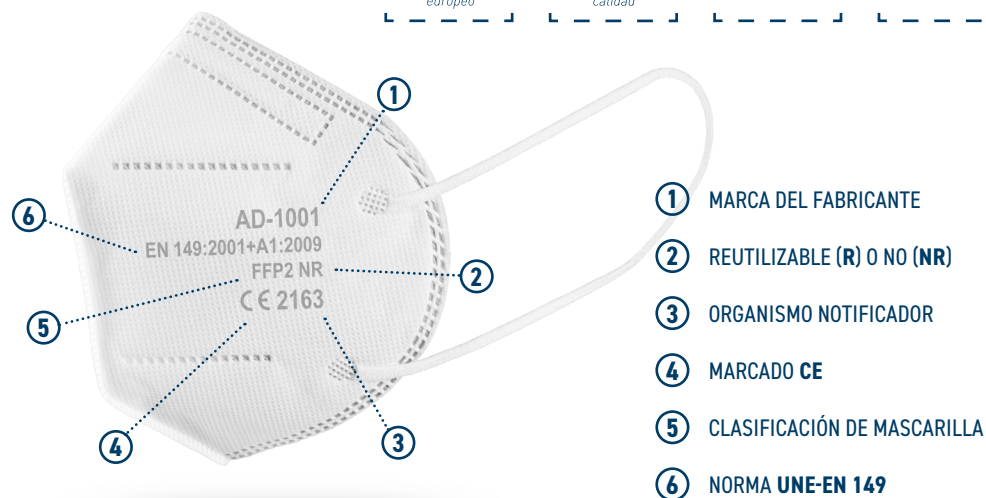 europeo
calidad
1
6
AD-1001
EN 149:2001+A1:2009
FFP2 NR
CE 2163
2
5
4
3
1 MARCA DEL FABRICANTE
2 REUTILIZABLE (R) O NO (NR)
3 ORGANISMO NOTIFICADOR
4 MARCADO CE
5 CLASIFICACIÓN DE MASCARILLA
6 NORMA UNE-EN 149